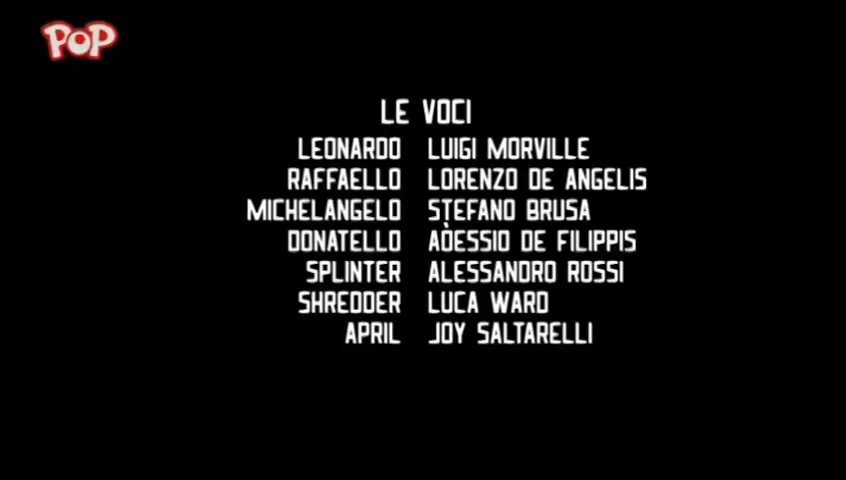 POP
LE VOCI
LEONARDO LUIGI MORVILLE
RAFFAELLO LORENZO DE ANGELIS
MICHELANGELO STEFANO BRUSA
DONATELLO ADESSIO DE FILIPPIS
SPLINTER ALESSANDRO ROSSI
SHREDDER LUCA WARD
APRIL JOY SALTARELLI